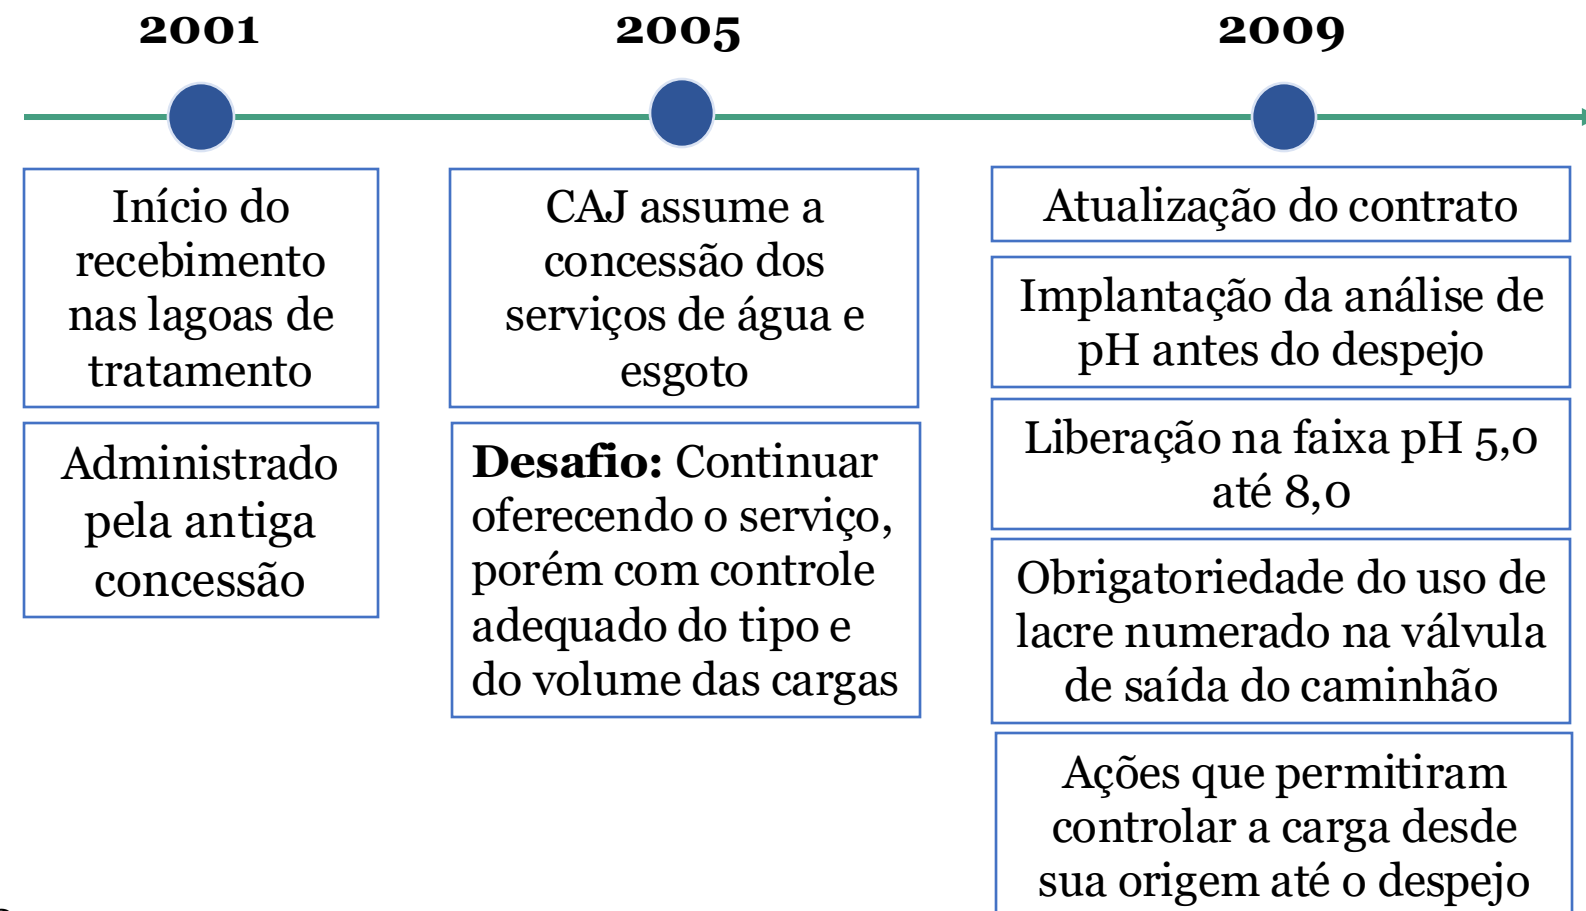 2001
Início do
recebimento
nas lagoas de
tratamento
Administrado
pela antiga
concessão
2005
CAJ assume a
concessão dos
serviços de água e
esgoto
Desafio: Continuar
oferecendo o serviço,
porém com controle
adequado do tipo e
do volume das cargas
2009
Atualização do contrato
Implantação da análise de
pH antes do despejo
Liberação na faixa pH 5,0
até 8,0
Obrigatoriedade do uso de
lacre numerado na válvula
de saída do caminhão
Ações que permitiram
controlar a carga desde
sua origem até o despejo